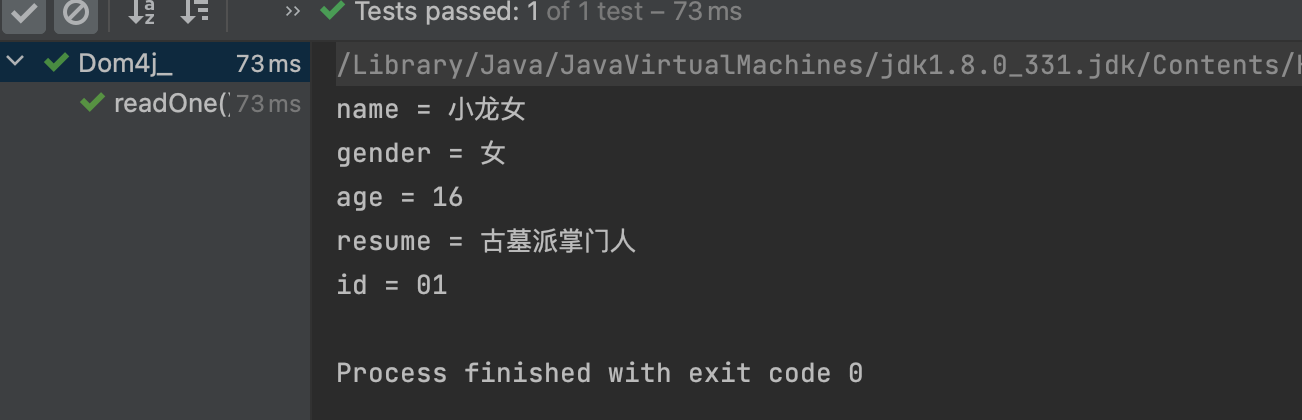 Tests passed: 1 of 1 test – 73 ms
Dom4j_ 73 ms
readOne() 73 ms
/Library/Java/JavaVirtualMachines/jdk1.8.0_331.jdk/Contents/
name = 小龙女
gender = 女
age = 16
resume = 古墓派掌门人
id = 01
Process finished with exit code 0